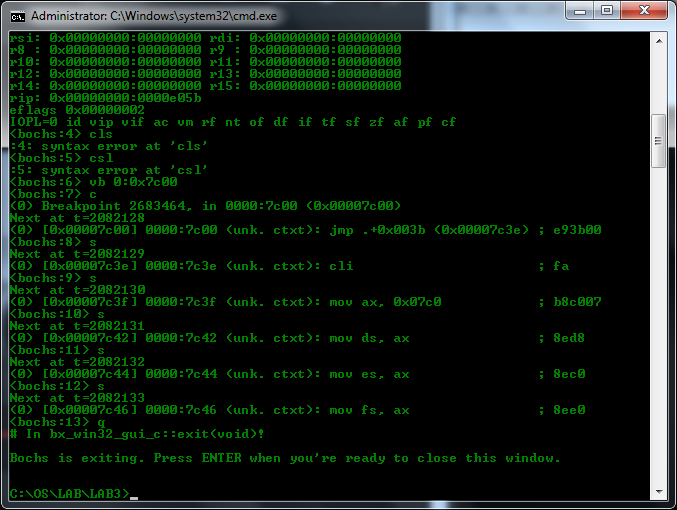 Administrator: C:\Windows\system32\cmd.exe
rsi: 0x00000000:00000000 rdi: 0x00000000:00000000
r8 : 0x00000000:00000000 r9 : 0x00000000:00000000
r10: 0x00000000:00000000 r11: 0x00000000:00000000
r12: 0x00000000:00000000 r13: 0x00000000:00000000
r14: 0x00000000:00000000 r15: 0x00000000:00000000
rip: 0x00000000:0000e05b
eflags 0x00000002
IOPL=0 id vip vif ac vm rf nt of df if tf sf zf af pf cf
<bochs:4> cls
:4: syntax error at 'cls'
<bochs:5> csl
:5: syntax error at 'csl'
<bochs:6> vb 0:0x7c00
<bochs:7> c
(0) Breakpoint 2683464, in 0000:7c00 (0x00007c00)
Next at t=2082128
(0) [0x00007c00] 0000:7c00 (unk. ctxt): jmp .+0x003b (0x00007c3e) ; e93b00
<bochs:8> s
Next at t=2082129
(0) [0x00007c3e] 0000:7c3e (unk. ctxt): cli ; fa
<bochs:9> s
Next at t=2082130
(0) [0x00007c3f] 0000:7c3f (unk. ctxt): mov ax, 0x07c0 ; b8c007
<bochs:10> s
Next at t=2082131
(0) [0x00007c42] 0000:7c42 (unk. ctxt): mov ds, ax ; 8ed8
<bochs:11> s
Next at t=2082132
(0) [0x00007c44] 0000:7c44 (unk. ctxt): mov es, ax ; 8ec0
<bochs:12> s
Next at t=2082133
(0) [0x00007c46] 0000:7c46 (unk. ctxt): mov fs, ax ; 8ee0
<bochs:13> q
# In bx_win32_gui_c::exit(void)!
Bochs is exiting. Press ENTER when you're ready to close this window.
C:\OS\LAB\LAB3>